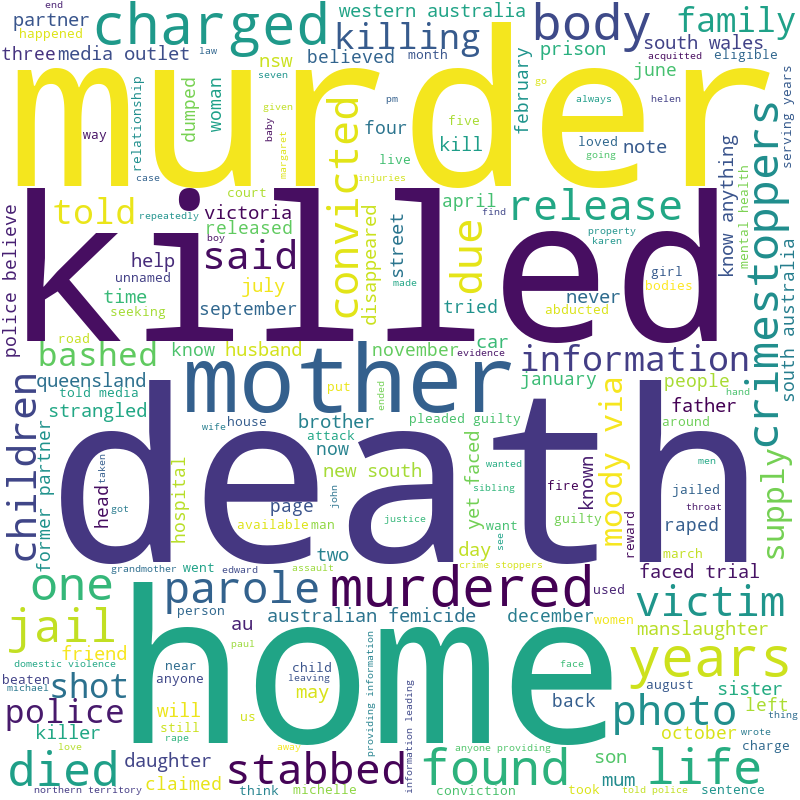 end
partner
happened
charged
western australia
killing
body
family
three
media outlet
law
believed
month
prison
south wales
acquitted
eligible
murder
nsw
seven
june
february
relationship
dumped
woman
given
pm
go
always
helen
way
baby
margaret
four
five
loved
note
kill
going
case
live
injuries
convicted
crimestoppers
serving years
killed
court
april
release
find
know anything
mental health
told
repeatedly
victoria
released
disappeared
street
due
property
karen
boy
said
help
unnamed
time
seeking
july
september
tried
made
never
girl
bodies
abducted
police believe
road
bashed
know
husband
november
car
evidence
information
south australia
mother
queensland
told media
strangled
put
ended
pleaded guilty
january
people
hand
father
around
children
former partner
death
wife
house
brother
attack
now
wanted
men
moody via
supply
head
taken
hospital
new south
sibling
yet faced
fire
known
jailed
throat
got
page
john
justice
want
guilty
reward
raped
available
man
see
day
march
grandmother
went
edward
two
assault
crime stoppers
faced trial
one
parole
murdered
used
victim
jail
home
person
au
australian femicide
december
women
manslaughter
friend
paul
years
domestic violence
near
anyone
child
leaving
providing information
face
beaten
michael
shot
may
us
back
august
sister
police
will
still
information leading
photo
left
killer
rape
october
wrote
thing
love
daughter
away
anyone providing
son
charge
died
claimed
stabbed
found
life
northern territory
think
michelle
conviction
took
mum
told police
sentence